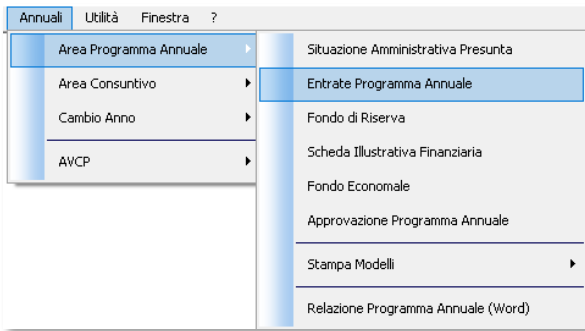 Annuali Utilità Finestra ?
Area Programma Annuale
Area Consuntivo
Cambio Anno
AVCP
Situazione Amministrativa Presunta
Entrate Programma Annuale
Fondo di Riserva
Scheda Illustrativa Finanziaria
Fondo Economale
Approvazione Programma Annuale
Stampa Modelli
Relazione Programma Annuale (Word)